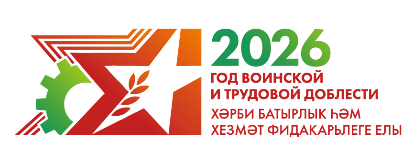 2026
ГОД ВОИНСКОЙ
И ТРУДОВОЙ ДОБЛЕСТИ
ХӘРБИ БАТЫРЛЫК ҺӘМ
ХЕЗМӘТ ФИДАКАРЬЛЕГЕ ЕЛЫ